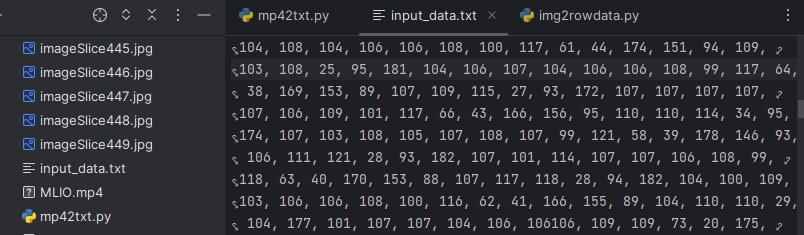 imageSlice445.jpg
imageSlice446.jpg
imageSlice447.jpg
imageSlice448.jpg
imageSlice449.jpg
input_data.txt
MLIO.mp4
mp42txt.py
mp42txt.py
input_data.txt
img2rowdata.py
104, 108, 104, 106, 106, 108, 100, 117, 61, 44, 174, 151, 94, 109,
103, 108, 25, 95, 181, 104, 106, 107, 104, 106, 106, 108, 99, 117, 64,
38, 169, 153, 89, 107, 109, 115, 27, 93, 172, 107, 107, 107, 107,
107, 106, 109, 101, 117, 66, 43, 166, 156, 95, 110, 110, 114, 34, 95,
174, 107, 103, 108, 105, 107, 108, 107, 99, 121, 58, 39, 178, 146, 93,
106, 111, 121, 28, 93, 182, 107, 101, 114, 107, 107, 106, 108, 99,
118, 63, 40, 170, 153, 88, 107, 117, 118, 28, 94, 182, 104, 100, 109,
103, 106, 106, 108, 100, 116, 62, 41, 166, 155, 89, 104, 110, 110, 29,
104, 177, 101, 107, 107, 104, 106, 106100, 109, 109, 73, 20, 175,